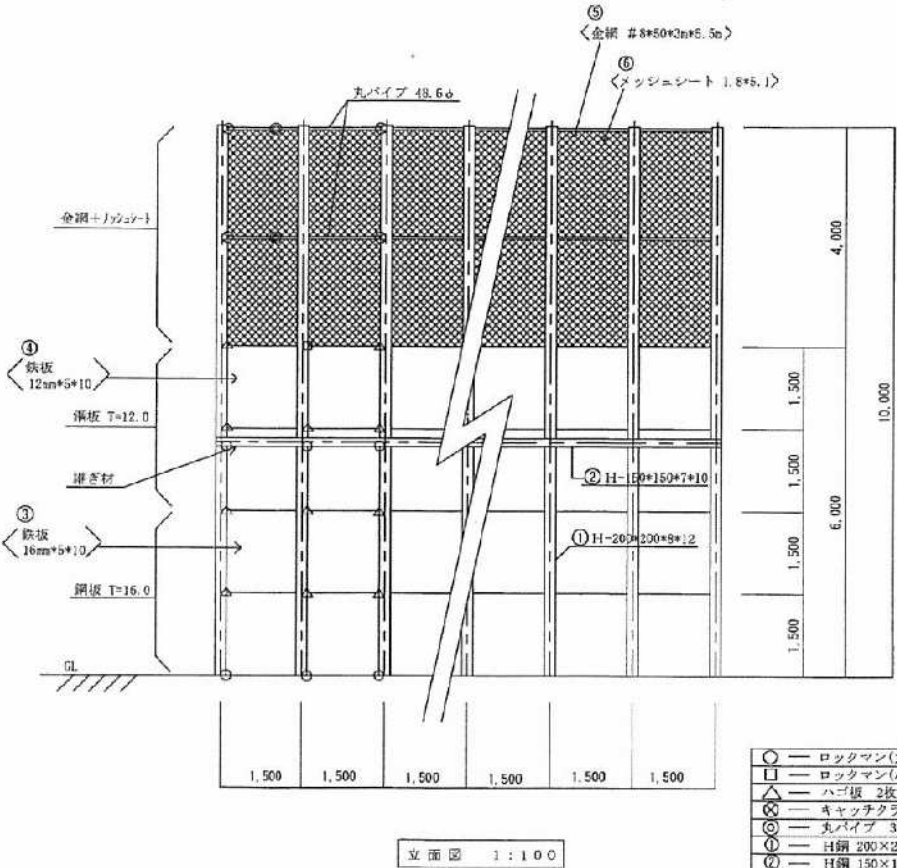 ⑤
〈金網 #8*50*3m*5.5m〉
⑥
〈メッシュシート 1.8*5.1〉
丸パイプ 48.6φ
金網+メッシュシート
4,000
④
〈鉄板
12mm*5*10〉
鋼板 T=12.0
継ぎ材
③
〈鉄板
16mm*5*10〉
鋼板 T=16.0
GL
② H-150*150*7*10
① H-200*200*8*12
1,500
1,500
1,500
1,500
6,000
10,000
1,500 1,500 1,500 1,500 1,500 1,500
○ — ロックマン(
□ — ロックマン(
△ — ハゴ板 2枚
⊗ — キャッチクラ
◎ — 丸パイプ 3
① — H鋼 200×2
② — H鋼 150×1
立面図 1:100